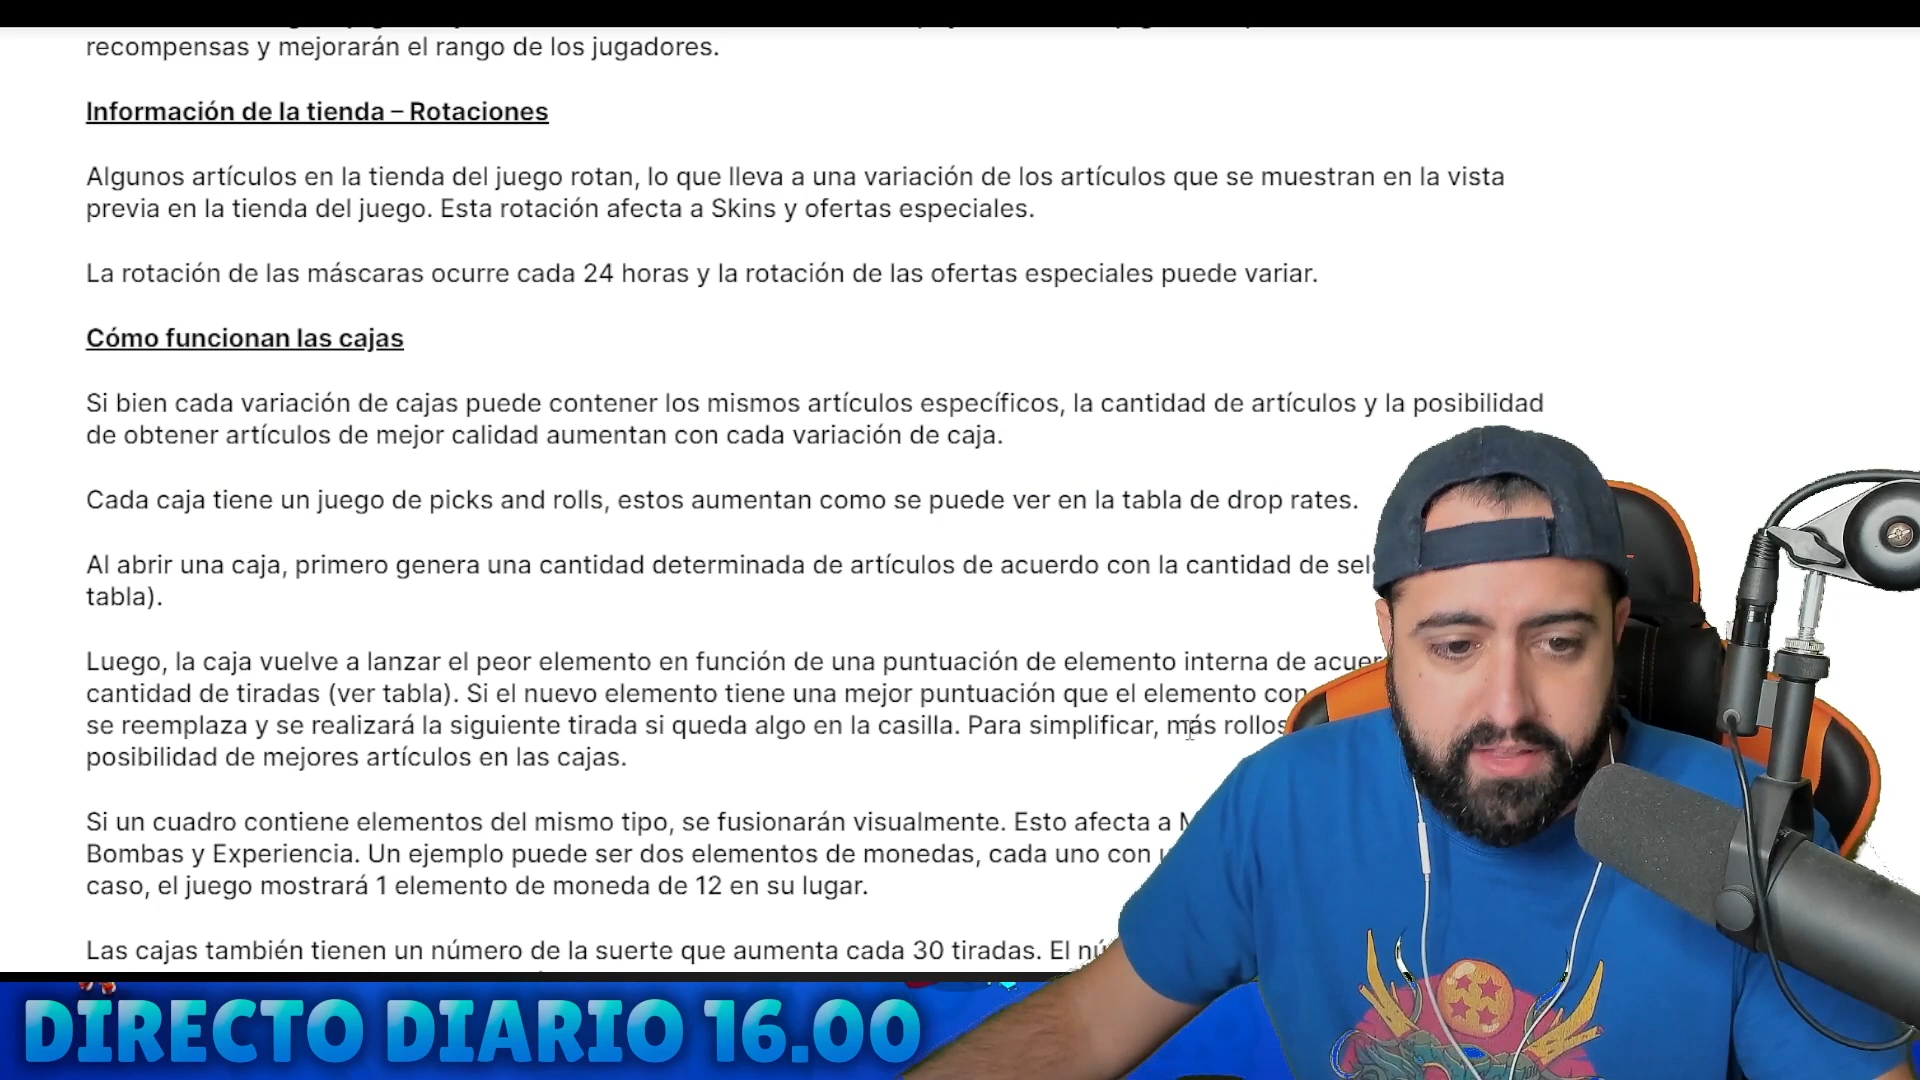 recompensas y mejorarán el rango de los jugadores.
Información de la tienda – Rotaciones
Algunos artículos en la tienda del juego rotan, lo que lleva a una variación de los artículos que se muestran en la vista
previa en la tienda del juego. Esta rotación afecta a Skins y ofertas especiales.
La rotación de las máscaras ocurre cada 24 horas y la rotación de las ofertas especiales puede variar.
Cómo funcionan las cajas
Si bien cada variación de cajas puede contener los mismos artículos específicos, la cantidad de artículos y la posibilidad
de obtener artículos de mejor calidad aumentan con cada variación de caja.
Cada caja tiene un juego de picks and rolls, estos aumentan como se puede ver en la tabla de drop rates.
Al abrir una caja, primero genera una cantidad determinada de artículos de acuerdo con la cantidad de
tabla).
Luego, la caja vuelve a lanzar el peor elemento en función de una puntuación de elemento interna de
cantidad de tiradas (ver tabla). Si el nuevo elemento tiene una mejor puntuación que el elemento con
se reemplaza y se realizará la siguiente tirada si queda algo en la casilla. Para simplificar, más rollos
posibilidad de mejores artículos en las cajas.
Si un cuadro contiene elementos del mismo tipo, se fusionarán visualmente. Esto afecta a
Bombas y Experiencia. Un ejemplo puede ser dos elementos de monedas, cada uno con
caso, el juego mostrará 1 elemento de moneda de 12 en su lugar.
Las cajas también tienen un número de la suerte que aumenta cada 30 tiradas. El
DIRECTO DIARIO 16.00